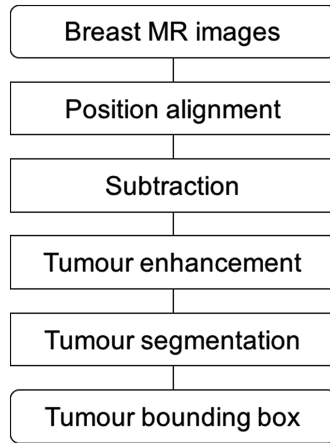 Breast MR images
Position alignment
Subtraction
Tumour enhancement
Tumour segmentation
Tumour bounding box